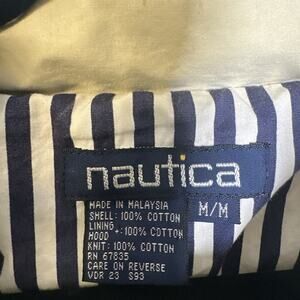 nautica
MADE IN MALAYSIA
SHELL: 100% COTTON
LINING
HOOD +: 100% COTTON
KNIT: 100% COTTON
RN 67835
CARE ON REVERSE
VDR 23 S93
M/M